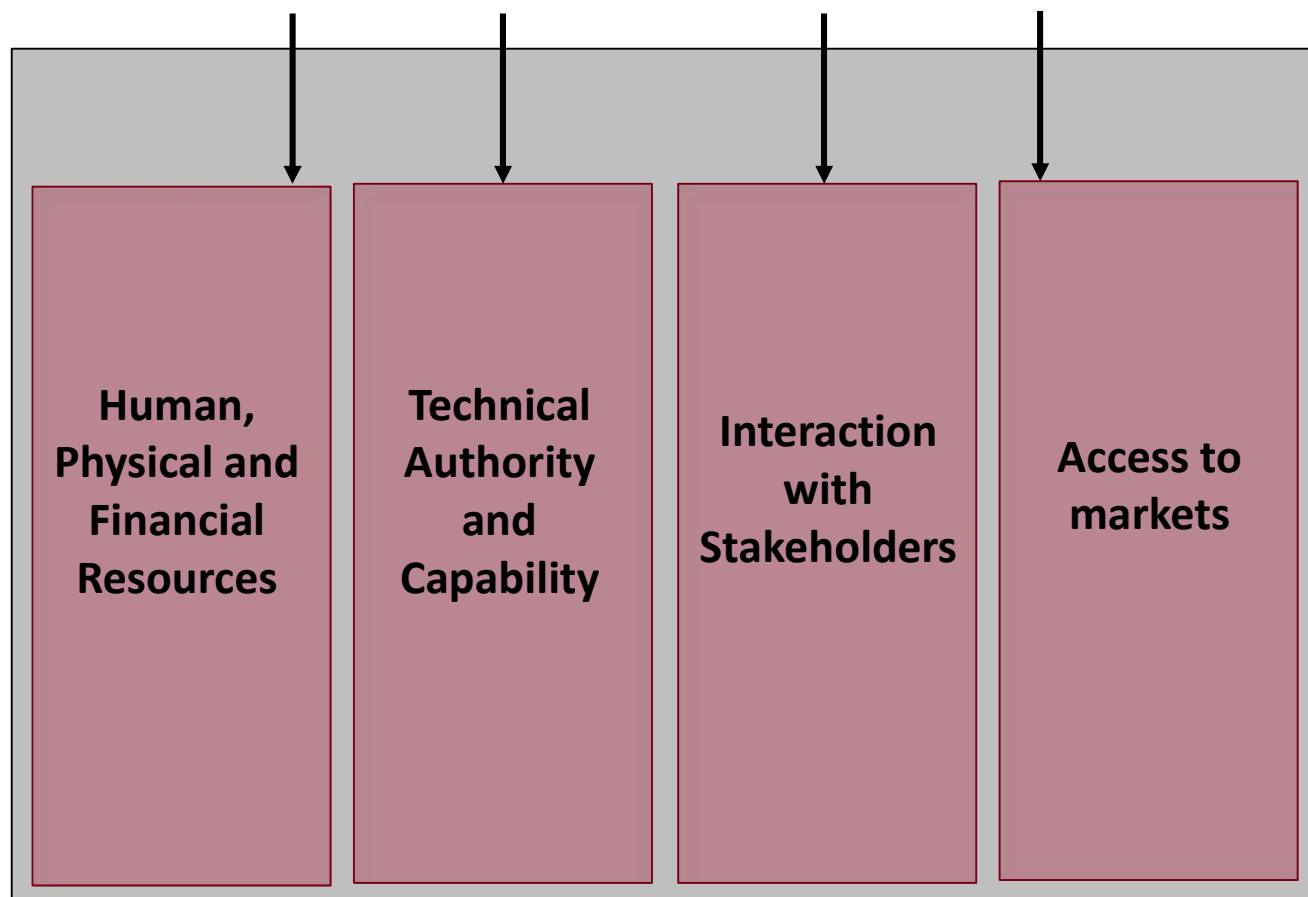 Human,
Physical and
Financial
Resources
Technical
Authority
and
Capability
Interaction
with
Stakeholders
Access to
markets